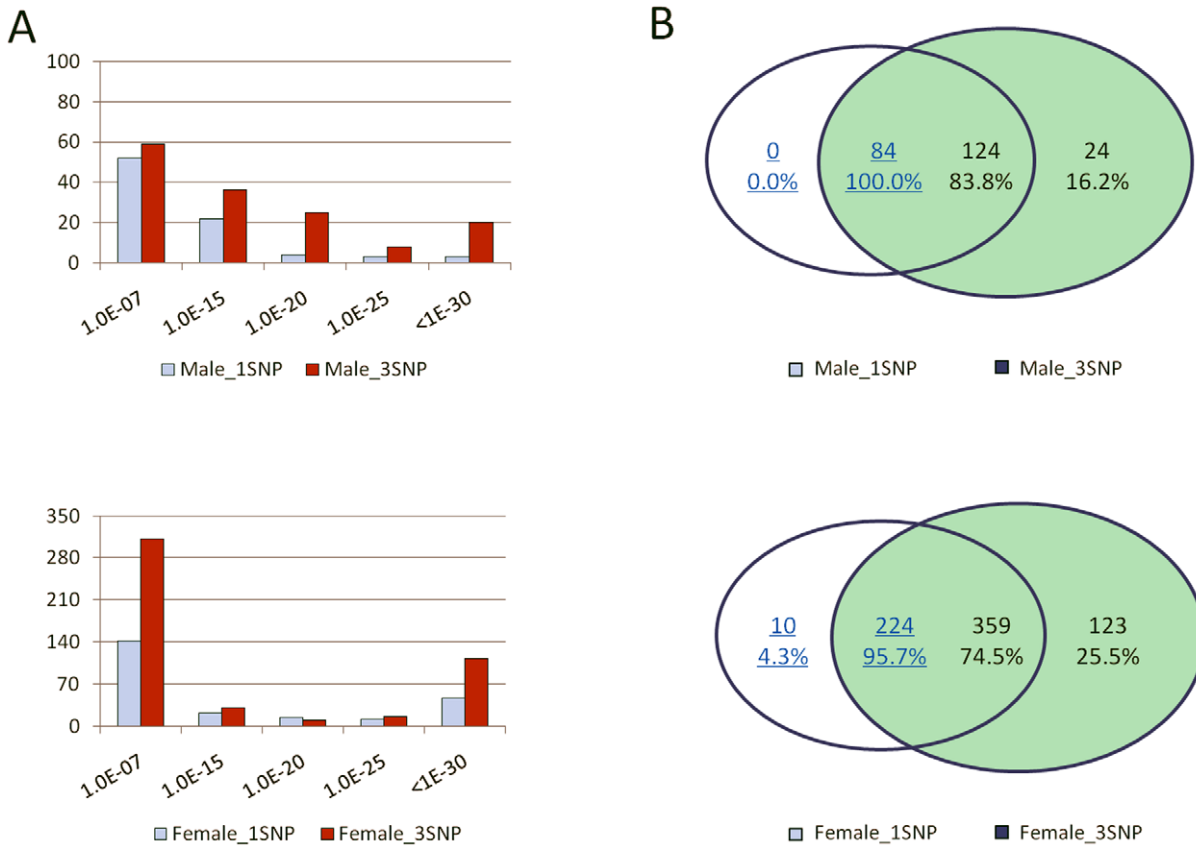 A
100
80
60
40
20
0
1.0E-07
1.0E-15
1.0E-20
1.0E-25
<1E-30
Male_1SNP
Male_3SNP
B
0
0.0%
84
100.0%
124
83.8%
24
16.2%
Male_1SNP
Male_3SNP
350
280
210
140
70
0
1.0E-07
1.0E-15
1.0E-20
1.0E-25
<1E-30
Female_1SNP
Female_3SNP
10
4.3%
224
95.7%
359
74.5%
123
25.5%
Female_1SNP
Female_3SNP